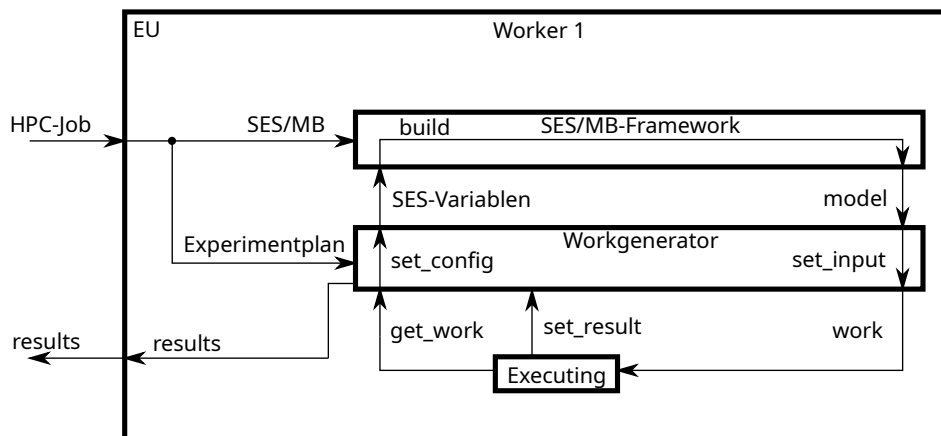 EU
Worker 1
HPC-Job
SES/MB
build
SES/MB-Framework
SES-Variablen
model
Experimentplan
Workgenerator
set_config
set_input
get_work
set_result
work
results
results
Executing